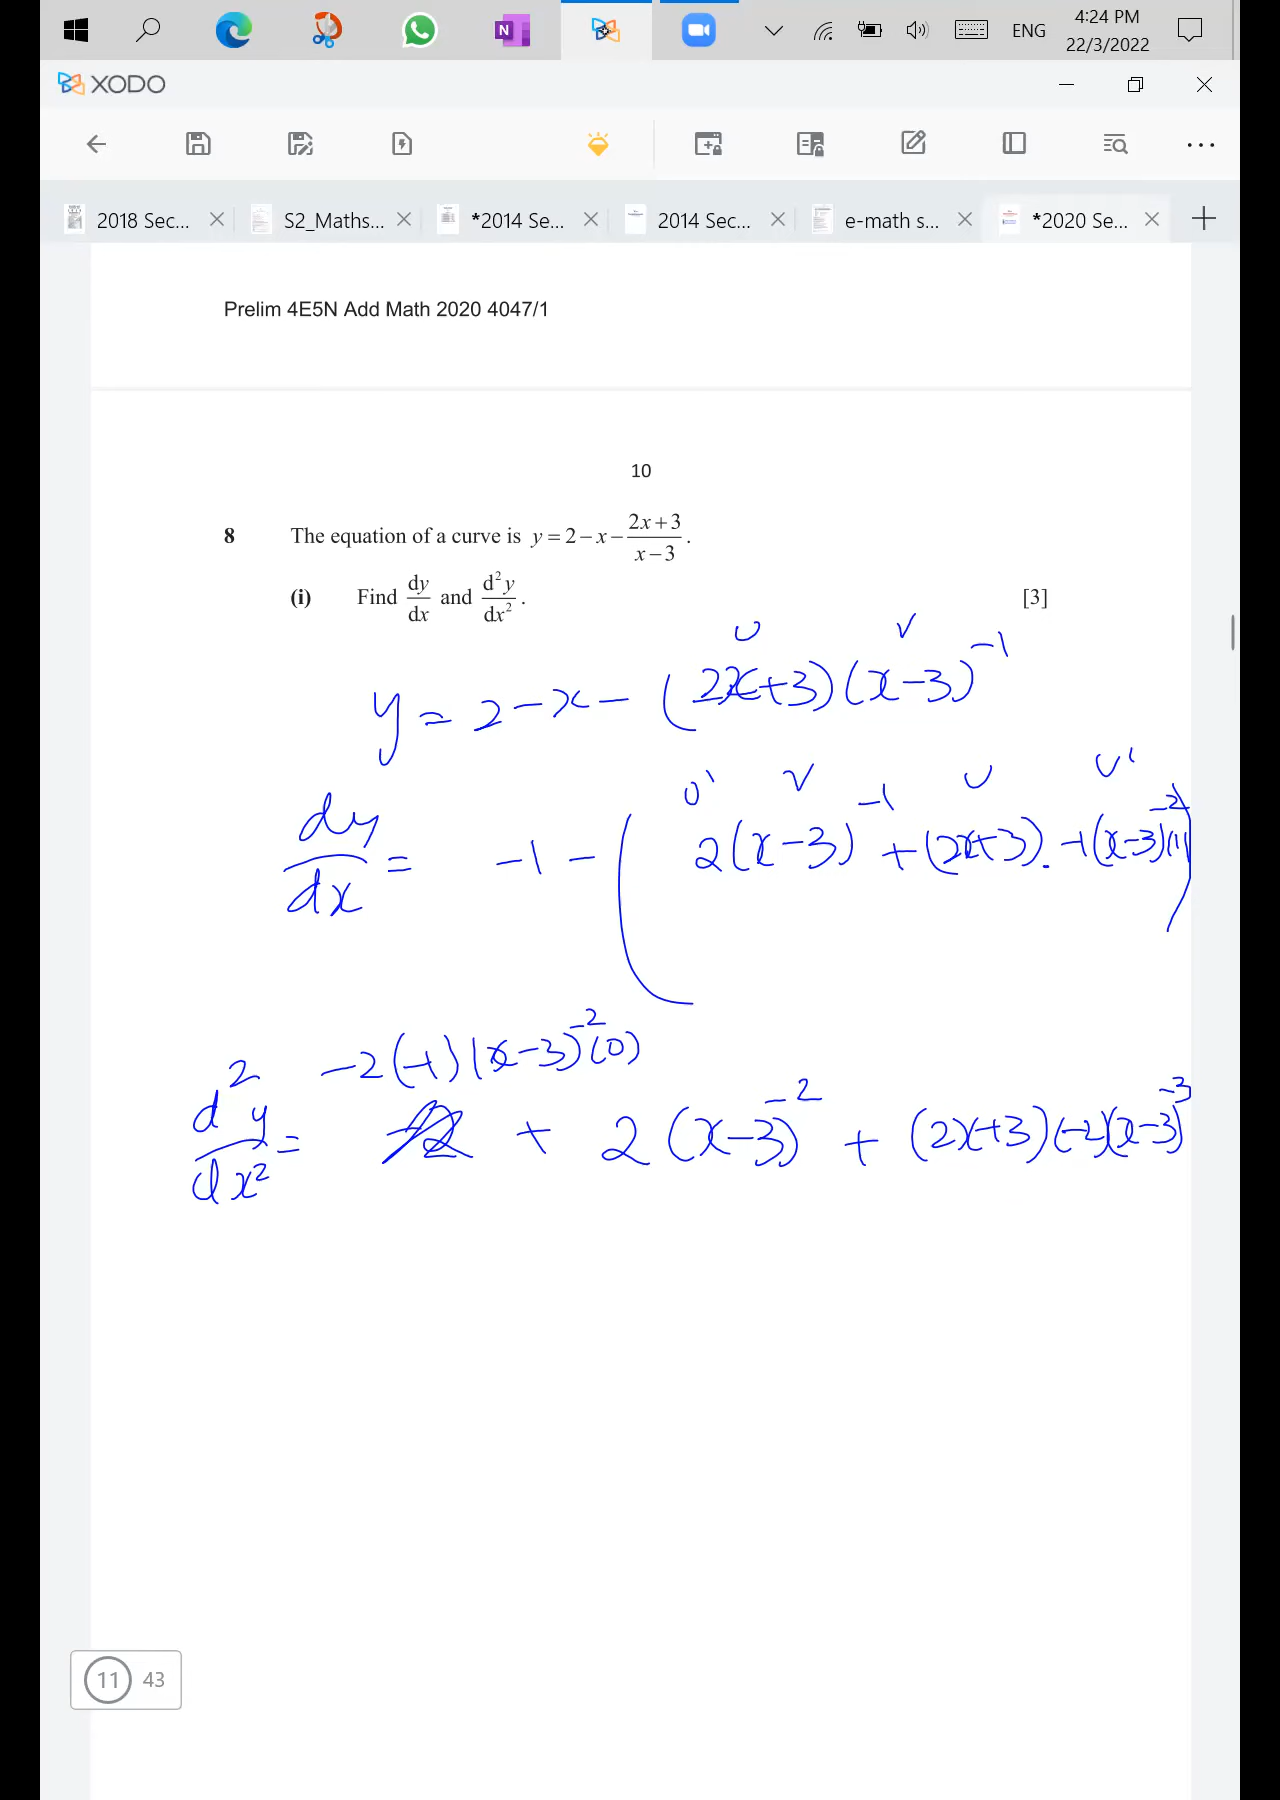 ENG
4:24 PM
22/3/2022
XODO
2018 Sec...
S2_Maths...
*2014 Se...
2014 Sec...
e-math s...
*2020 Se...
Prelim 4E5N Add Math 2020 4047/1
10
8 The equation of a curve is y = 2 − x − (2x + 3)/(x − 3).
(i) Find dy/dx and d²y/dx². [3]
U V
y = 2 − x − (2x+3)(x−3)⁻¹
U' V U V'
dy/dx = −1 − (2(x−3)⁻¹ + (2x+3). −1(x−3)⁻²(1))
−2(−1)(x−3)⁻²(0)
d²y/dx² = + 2(x−3)⁻² + (2x+3)(−2)(x−3)⁻³
11 43